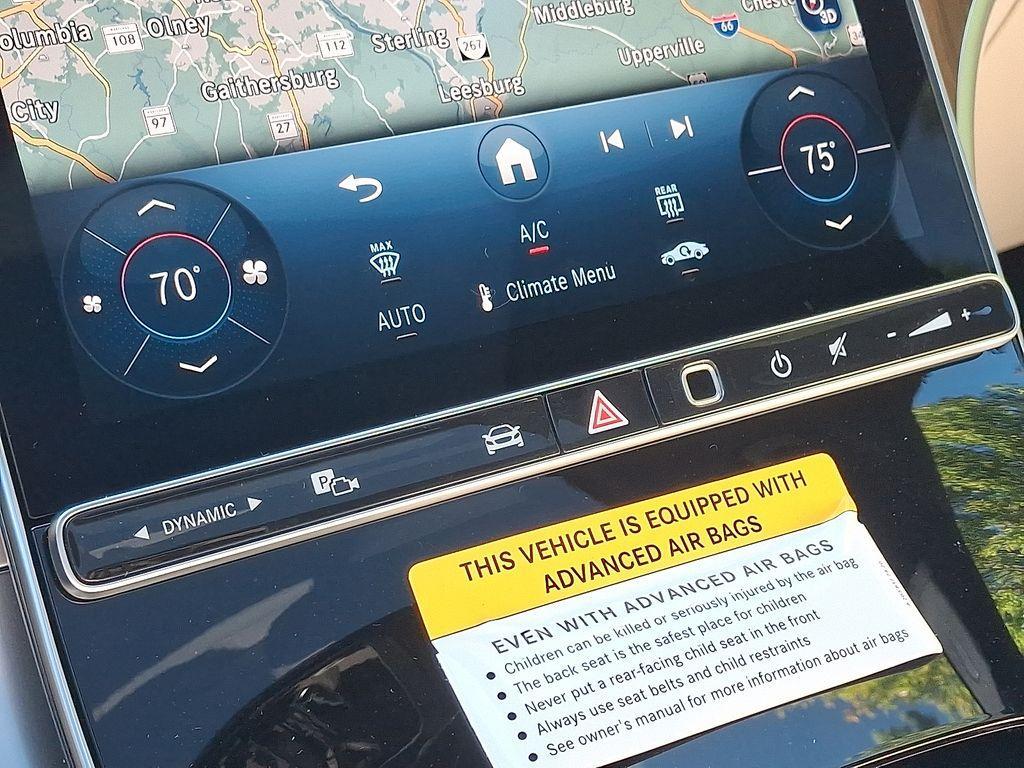 Columbia
108
Olney
112
Sterling
267
Middleburg
66
3D
City
97
Gaithersburg
27
Leesburg
Upperville
70°
MAX
AUTO
A/C
Climate Menu
REAR
75°
- +
DYNAMIC
P
THIS VEHICLE IS EQUIPPED WITH
ADVANCED AIR BAGS
EVEN WITH ADVANCED AIR BAGS
• Children can be killed or seriously injured by the air bag
• The back seat is the safest place for children
• Never put a rear-facing child seat in the front
• Always use seat belts and child restraints
• See owner's manual for more information about air bags